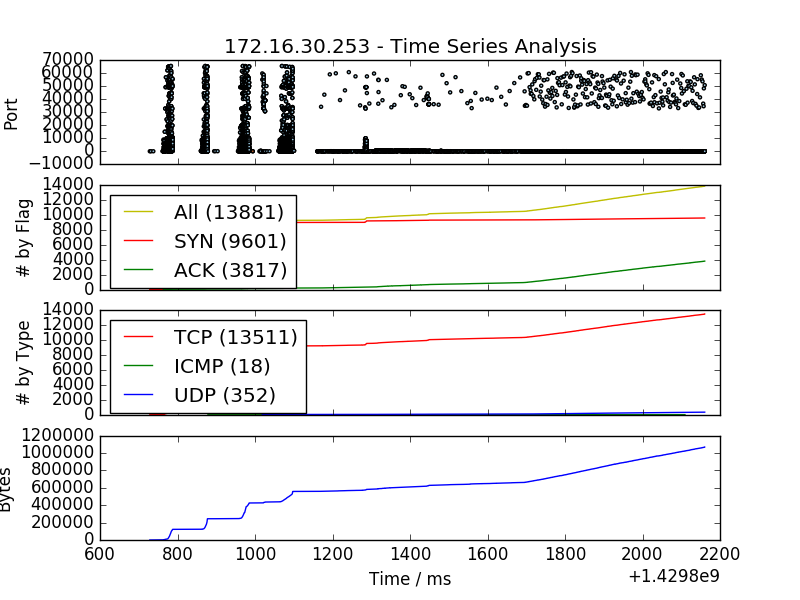 172.16.30.253 - Time Series Analysis
70000
60000
50000
40000
30000
20000
10000
0
−10000
Port
14000
12000
10000
8000
6000
4000
2000
0
# by Flag
All (13881)
SYN (9601)
ACK (3817)
14000
12000
10000
8000
6000
4000
2000
0
# by Type
TCP (13511)
ICMP (18)
UDP (352)
1200000
1000000
800000
600000
400000
200000
0
Bytes
600 800 1000 1200 1400 1600 1800 2000 2200
Time / ms
+1.4298e9